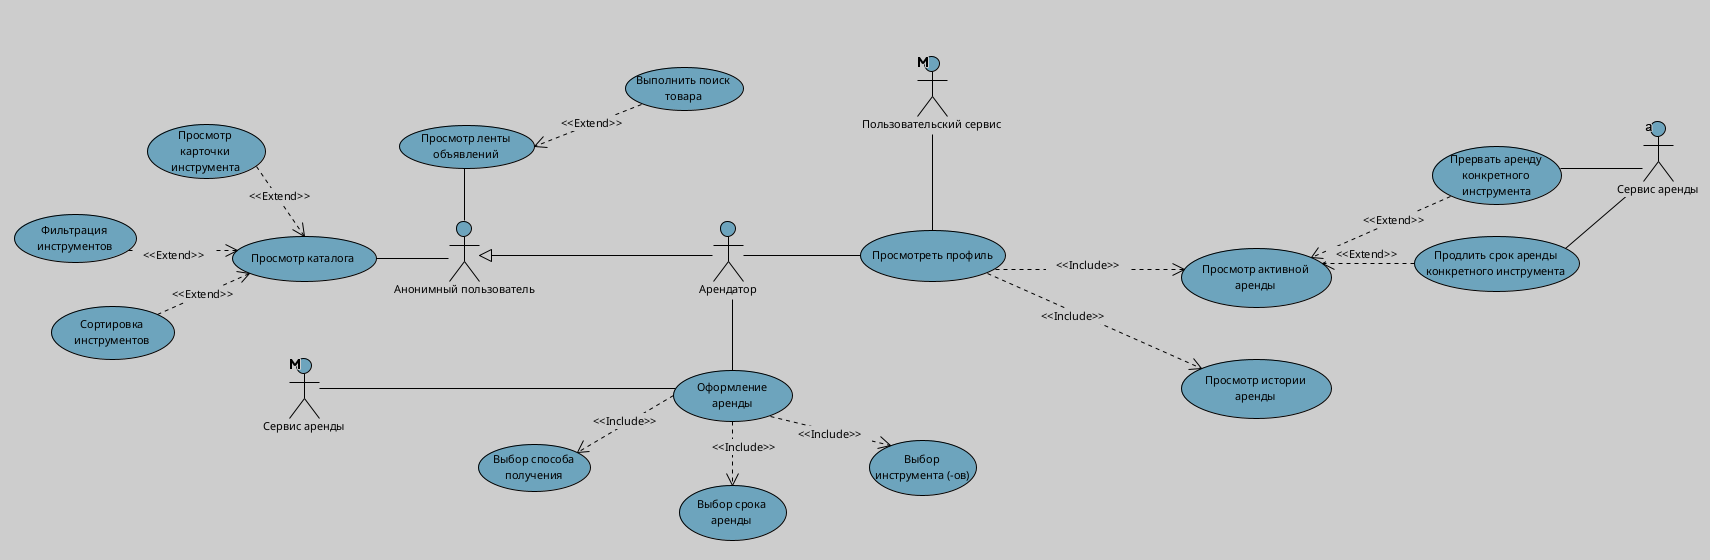 M
Пользовательский сервис
Выполнить поиск
товара
<<Extend>>
Просмотр ленты
объявлений
Просмотр
карточки
инструмента
<<Extend>>
Фильтрация
инструментов
<<Extend>>
Просмотр каталога
<<Extend>>
Сортировка
инструментов
Анонимный пользователь
Арендатор
Просмотреть профиль
<<Include>>
<<Include>>
Просмотр активной
аренды
Просмотр истории
аренды
<<Extend>>
<<Extend>>
Прервать аренду
конкретного
инструмента
Продлить срок аренды
конкретного инструмента
a
Сервис аренды
M
Сервис аренды
Оформление
аренды
<<Include>>
<<Include>>
<<Include>>
Выбор способа
получения
Выбор срока
аренды
Выбор
инструмента (-ов)